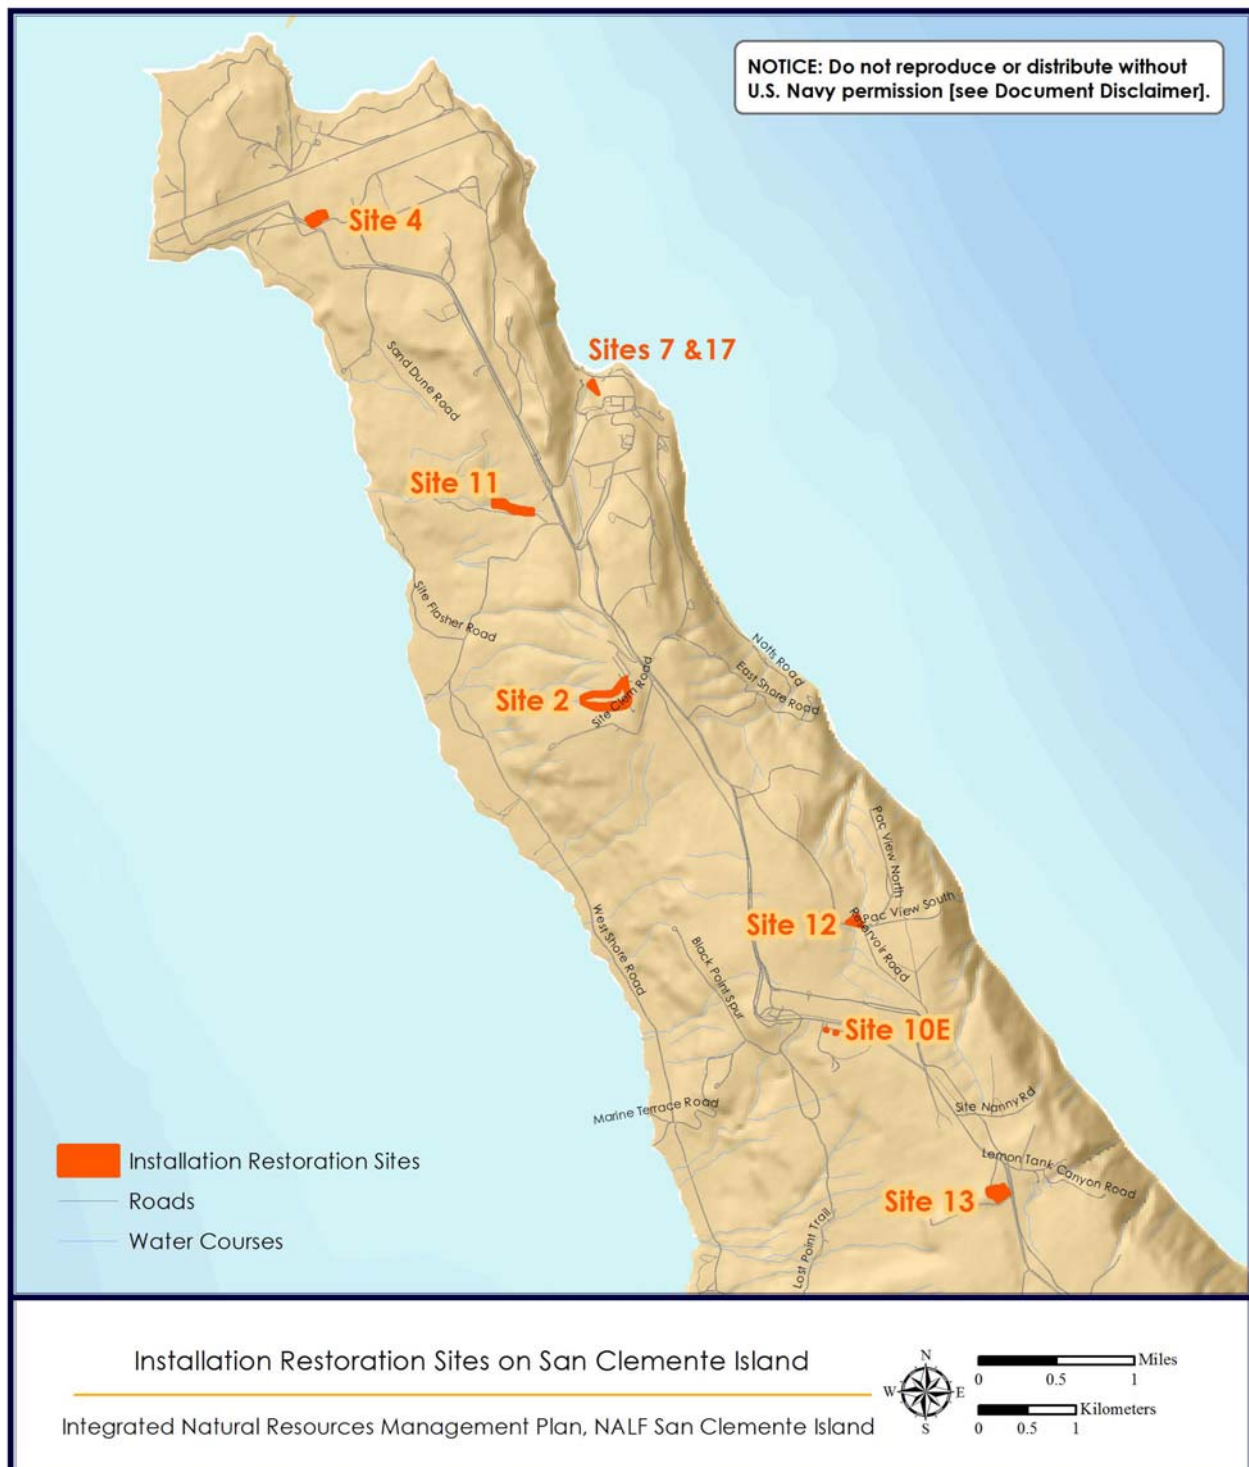 NOTICE: Do not reproduce or distribute without
U.S. Navy permission [see Document Disclaimer].
Site 4
Sites 7 &17
Sand Dune Road
Site 11
Site Flasher Road
Notts Road
East Shore Road
Site 2
Site Clem Road
Pac View North
Pac View South
Site 12
Reservoir Road
West Shore Road
Black Point Spur
Site 10E
Marine Terrace Road
Site Nanny Rd
Lemon Tank Canyon Road
Site 13
Lost Point Trail
Installation Restoration Sites
Roads
Water Courses
Installation Restoration Sites on San Clemente Island
Integrated Natural Resources Management Plan, NALF San Clemente Island
N
W E
S
Miles
0 0.5 1
Kilometers
0 0.5 1